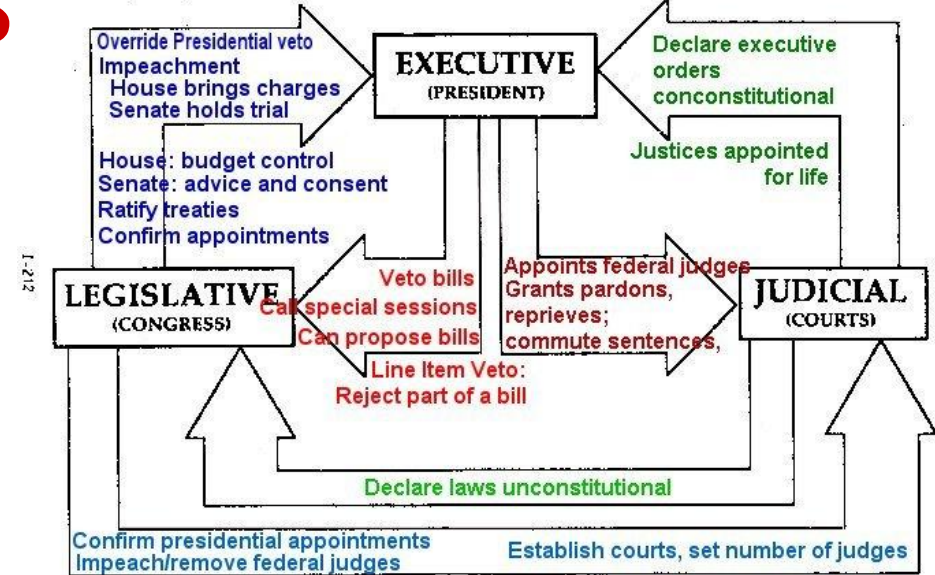 Override Presidential veto
Impeachment
House brings charges
Senate holds trial
House: budget control
Senate: advice and consent
Ratify treaties
Confirm appointments
EXECUTIVE
(PRESIDENT)
Declare executive
orders
conconstitutional
Justices appointed
for life
I-212
LEGISLATIVE
(CONGRESS)
Veto bills
Call special sessions
Can propose bills
Line Item Veto:
Reject part of a bill
Appoints federal judges
Grants pardons,
reprieves;
commute sentences,
JUDICIAL
(COURTS)
Declare laws unconstitutional
Confirm presidential appointments
Impeach/remove federal judges
Establish courts, set number of judges